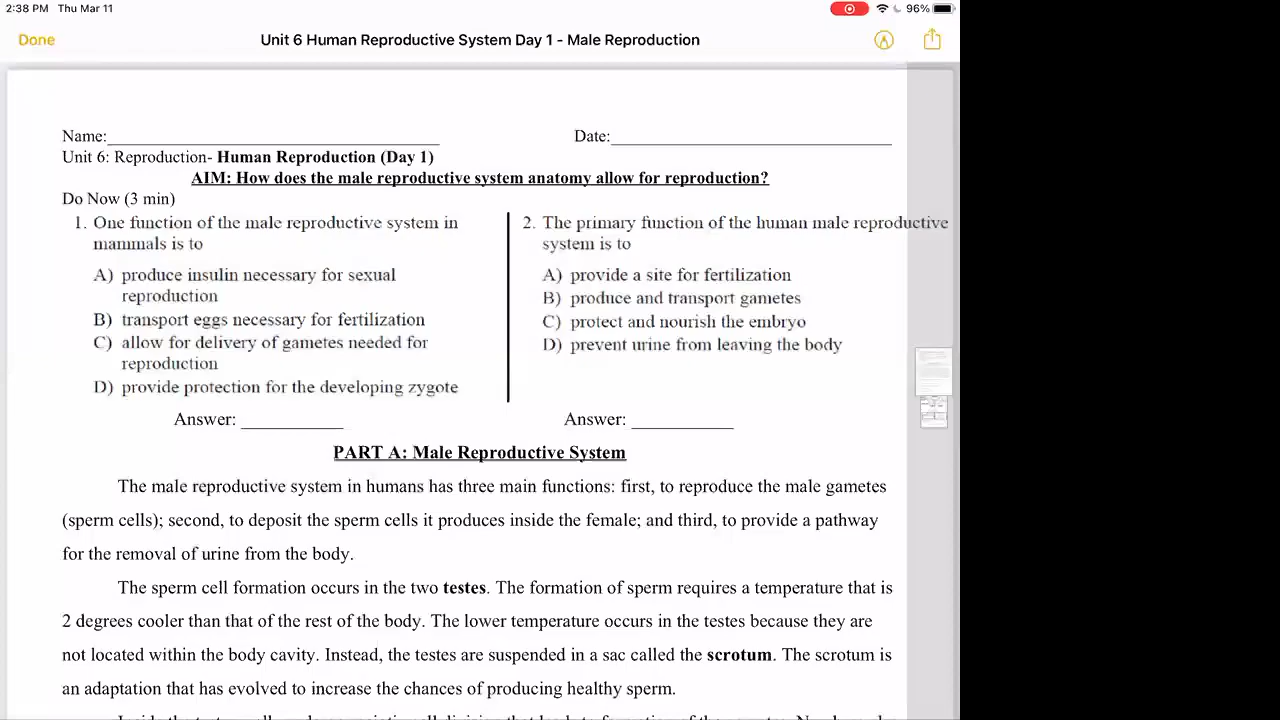 2:38 PM Thu Mar 11
96%
Done
Unit 6 Human Reproductive System Day 1 - Male Reproduction
Name:
Date:
Unit 6: Reproduction- Human Reproduction (Day 1)
AIM: How does the male reproductive system anatomy allow for reproduction?
Do Now (3 min)
1. One function of the male reproductive system in
mammals is to
A) produce insulin necessary for sexual
reproduction
B) transport eggs necessary for fertilization
C) allow for delivery of gametes needed for
reproduction
D) provide protection for the developing zygote
Answer:
2. The primary function of the human male reproductive
system is to
A) provide a site for fertilization
B) produce and transport gametes
C) protect and nourish the embryo
D) prevent urine from leaving the body
Answer:
PART A: Male Reproductive System
The male reproductive system in humans has three main functions: first, to reproduce the male gametes
(sperm cells); second, to deposit the sperm cells it produces inside the female; and third, to provide a pathway
for the removal of urine from the body.
The sperm cell formation occurs in the two testes. The formation of sperm requires a temperature that is
2 degrees cooler than that of the rest of the body. The lower temperature occurs in the testes because they are
not located within the body cavity. Instead, the testes are suspended in a sac called the scrotum. The scrotum is
an adaptation that has evolved to increase the chances of producing healthy sperm.